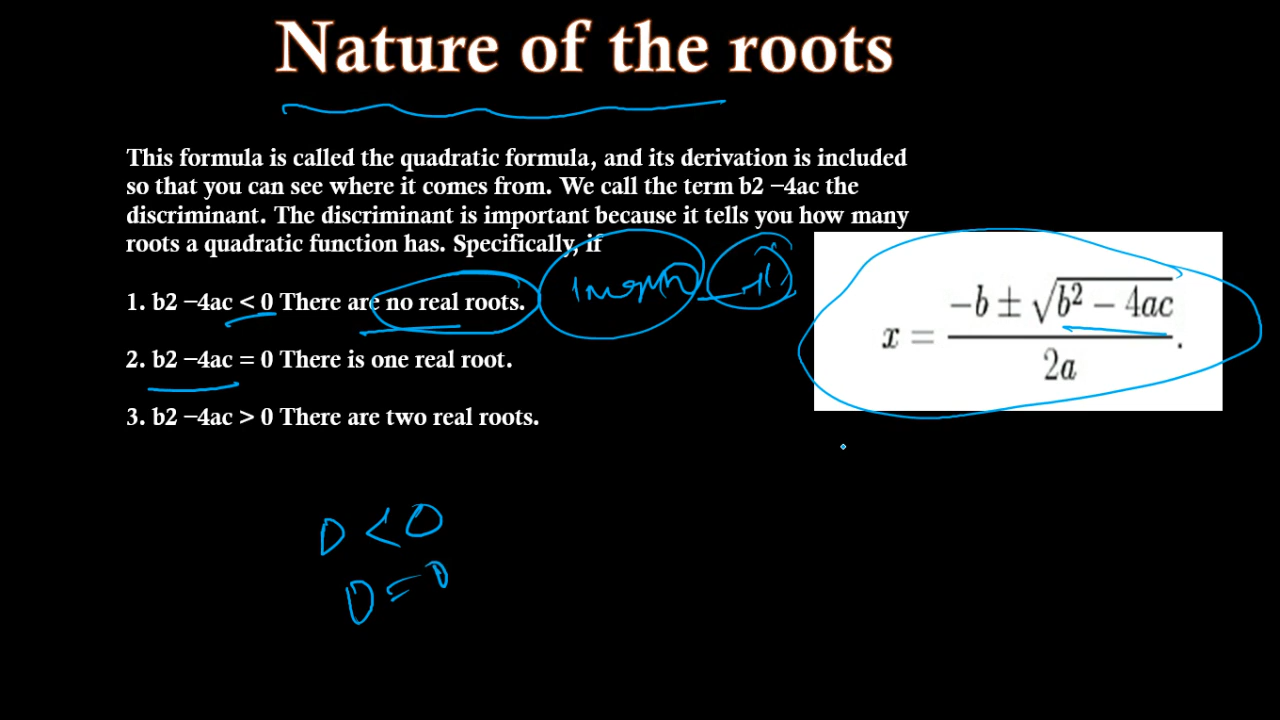 Nature of the roots
This formula is called the quadratic formula, and its derivation is included
so that you can see where it comes from. We call the term b2 −4ac the
discriminant. The discriminant is important because it tells you how many
roots a quadratic function has. Specifically, if
1. b2 −4ac < 0 There are no real roots.
2. b2 −4ac = 0 There is one real root.
3. b2 −4ac > 0 There are two real roots.
x = −b ± √b² − 4ac / 2a .
D < 0
D = 0